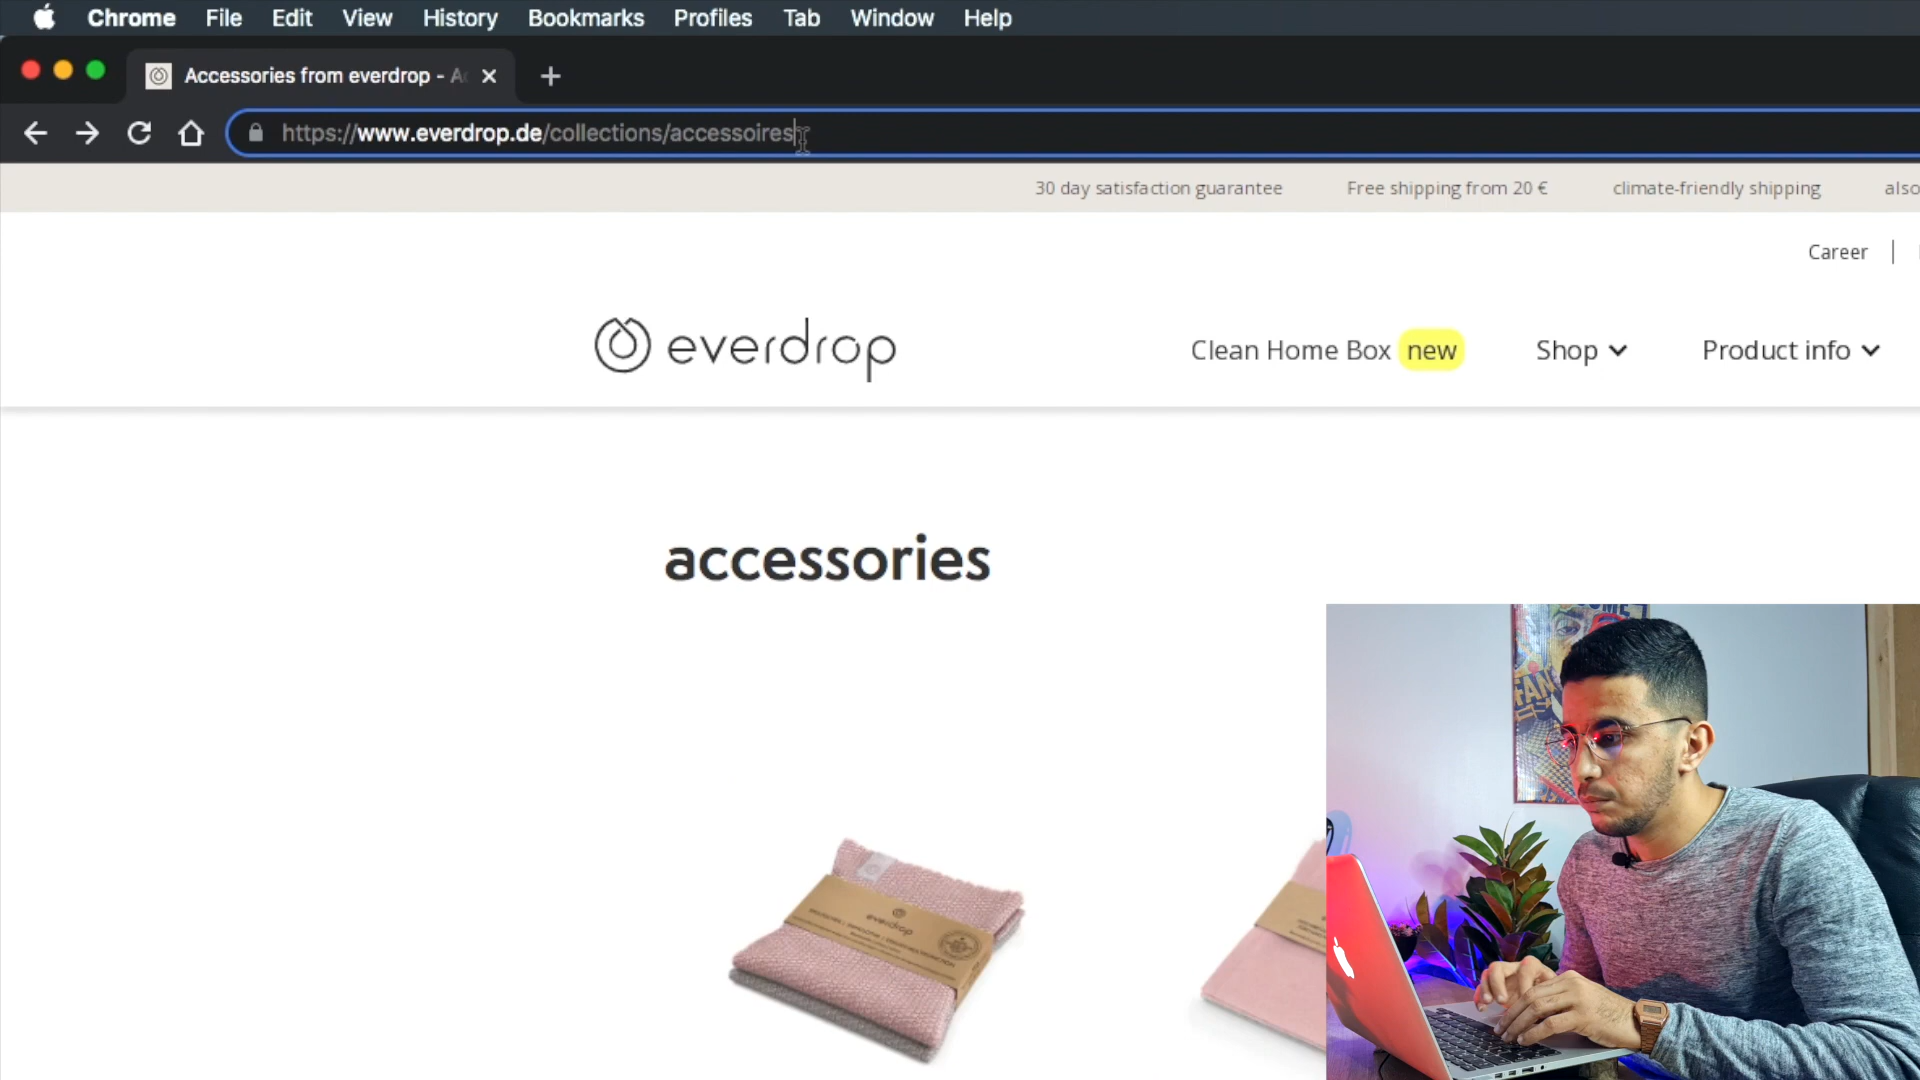 Chrome File Edit View History Bookmarks Profiles Tab Window Help
Accessories from everdrop -
https://www.everdrop.de/collections/accessoires
30 day satisfaction guarantee Free shipping from 20 € climate-friendly shipping also
Career
everdrop Clean Home Box new Shop Product info
accessories
everdrop